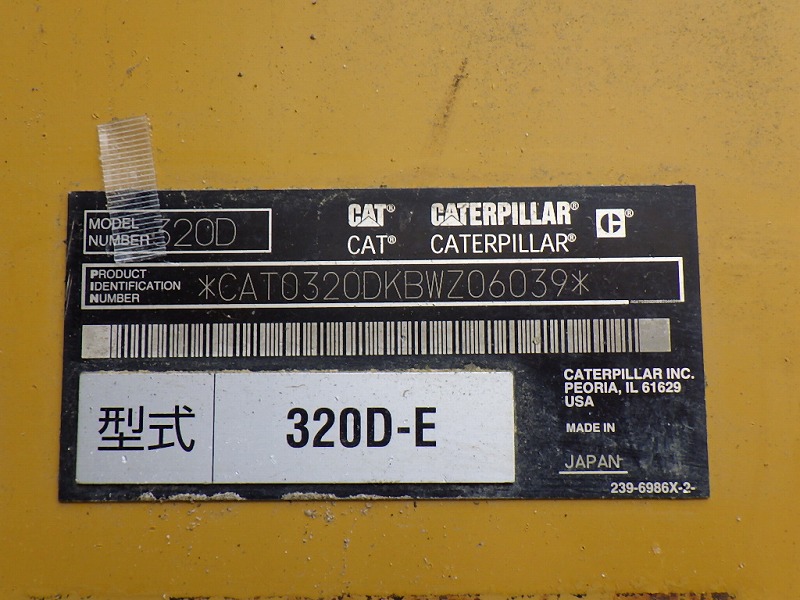 MODEL NUMBER 320D
CAT® CATERPILLAR® C®
CAT® CATERPILLAR®
PRODUCT IDENTIFICATION NUMBER *CAT0320DKBWZ06039*
型式 320D-E
CATERPILLAR INC.
PEORIA, IL 61629
USA
MADE IN
JAPAN
239-6986X-2-